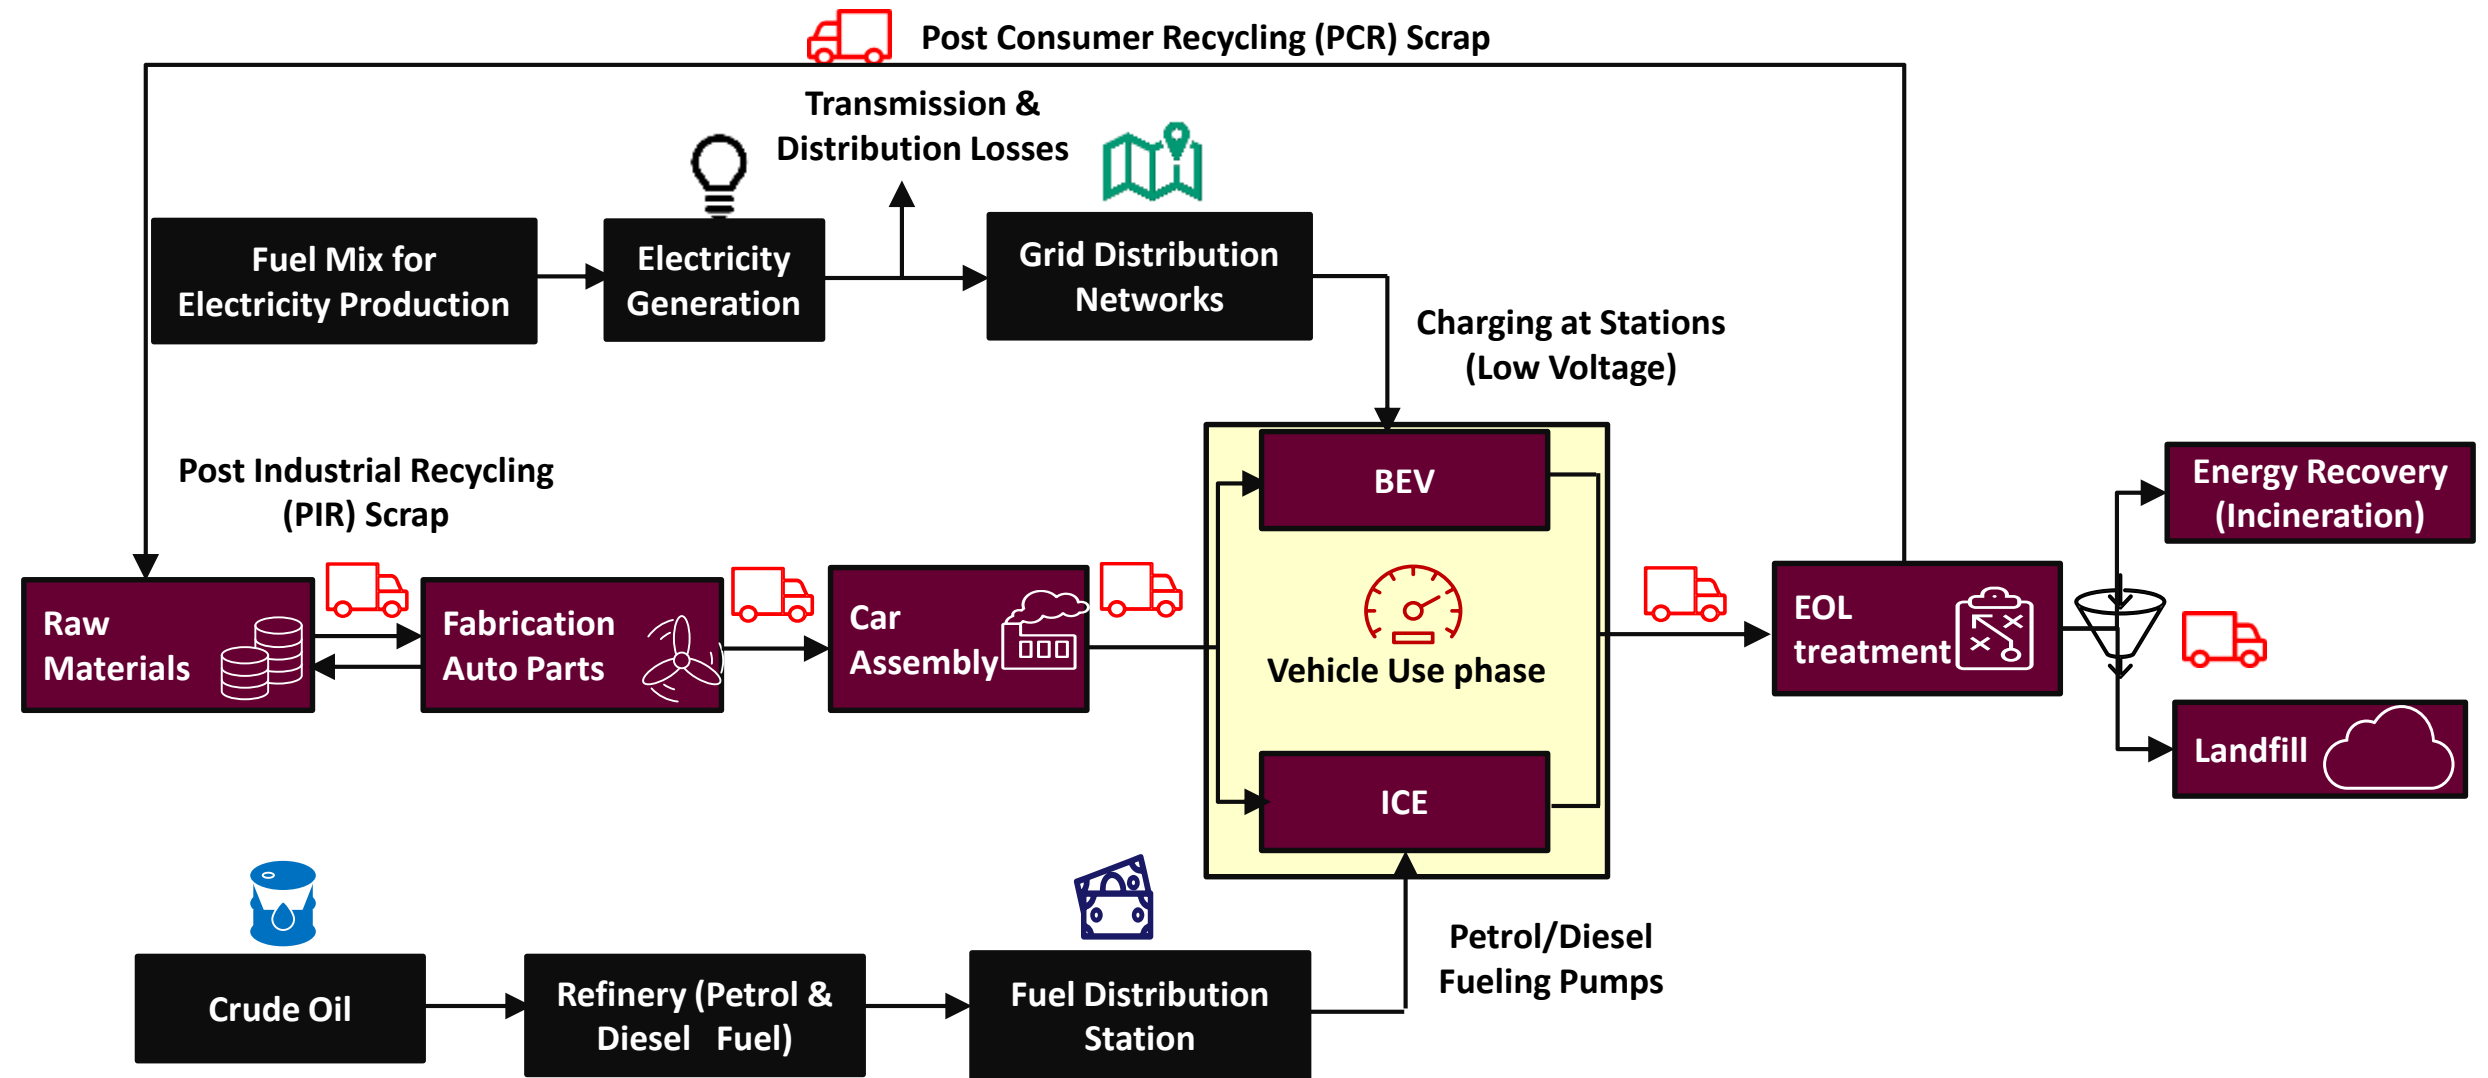 Post Consumer Recycling (PCR) Scrap
Transmission &
Distribution Losses
Fuel Mix for
Electricity Production
Electricity
Generation
Grid Distribution
Networks
Charging at Stations
(Low Voltage)
Post Industrial Recycling
(PIR) Scrap
Raw
Materials
Fabrication
Auto Parts
Car
Assembly
BEV
Vehicle Use phase
ICE
EOL
treatment
Energy Recovery
(Incineration)
Landfill
Crude Oil
Refinery (Petrol &
Diesel Fuel)
Fuel Distribution
Station
Petrol/Diesel
Fueling Pumps